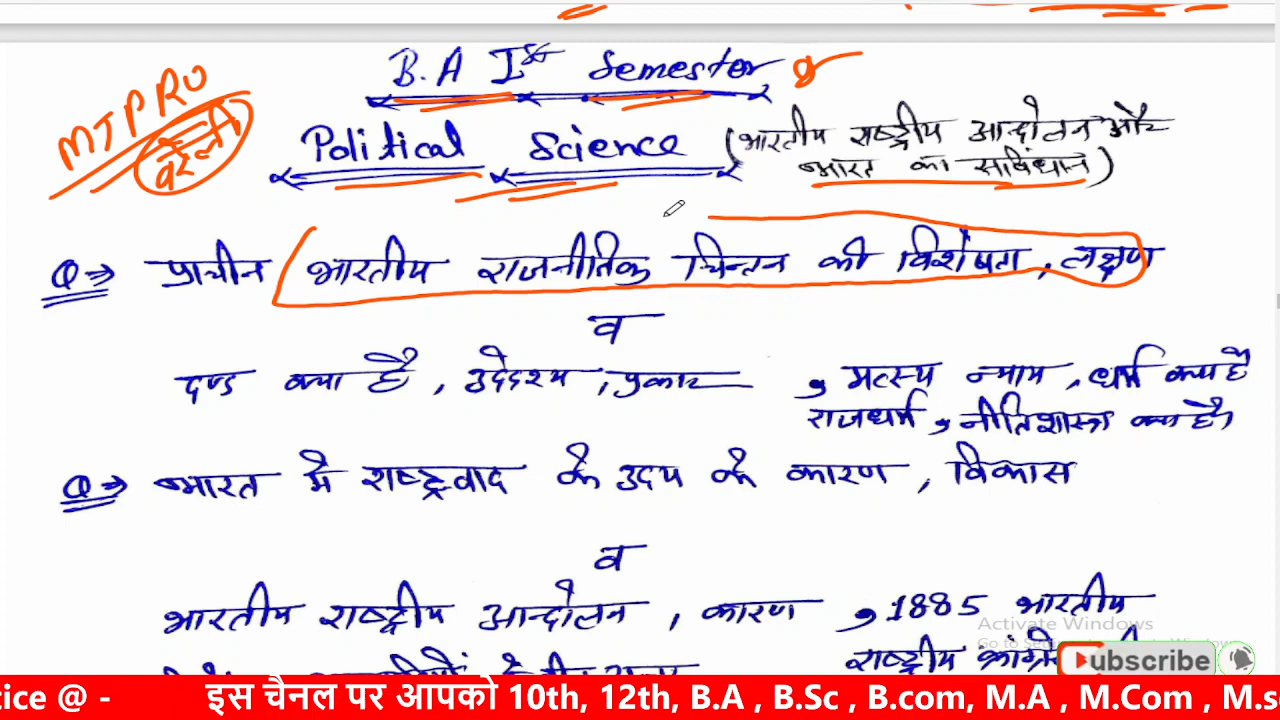 B.A Ist Semester
MJPRU
बरेली
Political Science (भारतीय राष्ट्रीय आन्दोलन और
भारत का संविधान)
Q⇒ प्राचीन भारतीय राजनीतिक चिन्तन की विशेषता, लक्षण
व
दण्ड क्या है, उद्देश्य, प्रकार , मत्स्य न्याय, धर्म क्या है
राजधर्म, नीतिशास्त्र क्या है।
Q⇒ भारत में राष्ट्रवाद के उदय के कारण, विकास
व
भारतीय राष्ट्रीय आन्दोलन, कारण , 1885 भारतीय
राष्ट्रीय
Activate Windows
Subscribe
tice @ - इस चैनल पर आपको 10th, 12th, B.A , B.Sc , B.com, M.A , M.Com , M.s